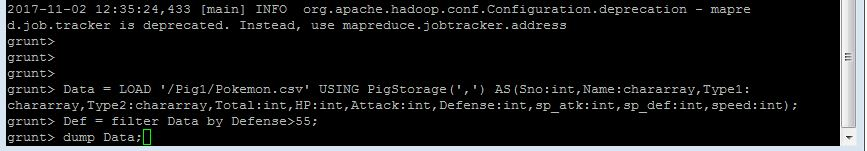 2017-11-02 12:35:24,433 [main] INFO  org.apache.hadoop.conf.Configuration.deprecation - mapre
d.job.tracker is deprecated. Instead, use mapreduce.jobtracker.address
grunt>
grunt>
grunt>
grunt> Data = LOAD '/Pig1/Pokemon.csv' USING PigStorage(',') AS(Sno:int,Name:chararray,Type1:
chararray,Type2:chararray,Total:int,HP:int,Attack:int,Defense:int,sp_atk:int,sp_def:int,speed:int);
grunt> Def = filter Data by Defense>55;
grunt> dump Data;